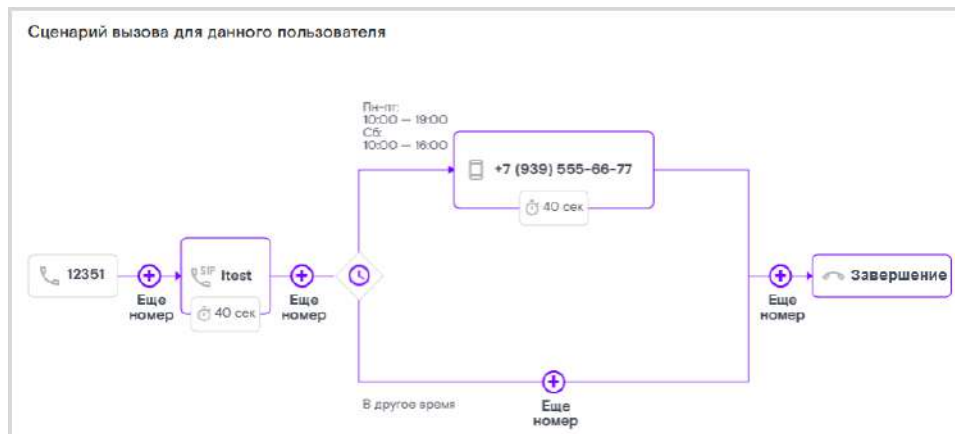 Сценарий вызова для данного пользователя
Пн-пт:
10:00 — 19:00
Сб:
10:00 — 16:00
+7 (939) 555-66-77
40 сек
12351
Еще
номер
SIP Itest
40 сек
Еще
номер
Еще
номер
Завершение
В другое время
Еще
номер